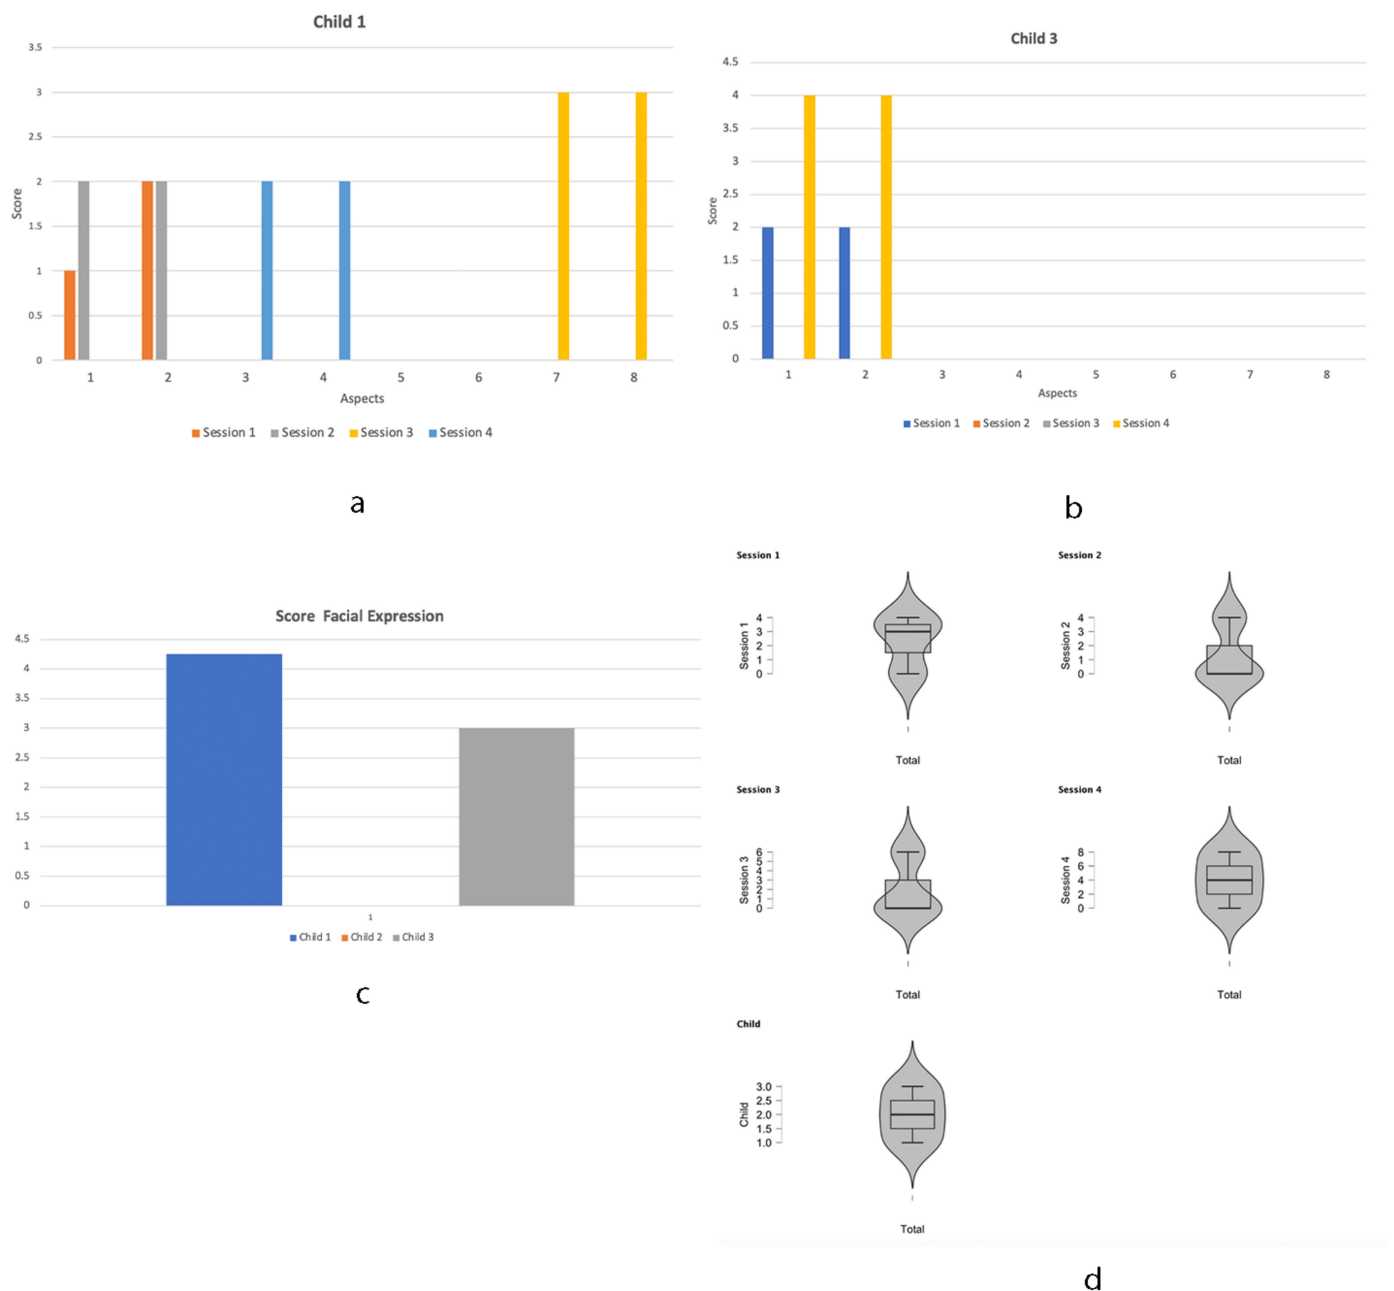 Child 1
3.5
3
2.5
2
1.5
1
0.5
0
Score
1 2 3 4 5 6 7 8
Aspects
Session 1 Session 2 Session 3 Session 4
a
Child 3
4.5
4
3.5
3
2.5
2
1.5
1
0.5
0
Score
1 2 3 4 5 6 7 8
Aspects
Session 1 Session 2 Session 3 Session 4
b
Score Facial Expression
4.5
4
3.5
3
2.5
2
1.5
1
0.5
0
1
Child 1 Child 2 Child 3
c
Session 1
Session 1
4
3
2
1
0
Total
Session 2
Session 2
4
3
2
1
0
Total
Session 3
Session 3
6
5
4
3
2
1
0
Total
Session 4
Session 4
8
6
4
2
0
Total
Child
Child
3.0
2.5
2.0
1.5
1.0
Total
d